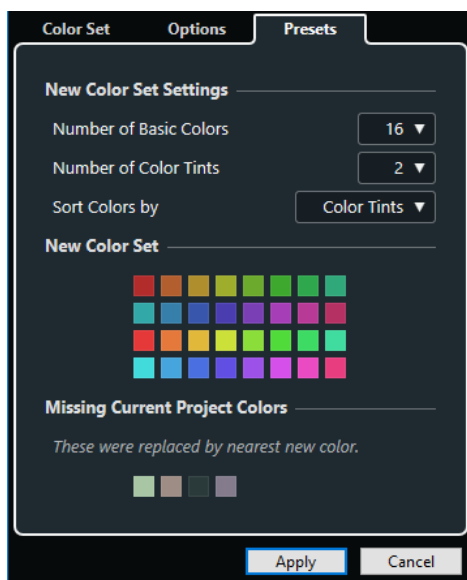 Color Set Options Presets
New Color Set Settings
Number of Basic Colors 16
Number of Color Tints 2
Sort Colors by Color Tints
New Color Set
Missing Current Project Colors
These were replaced by nearest new color.
Apply Cancel